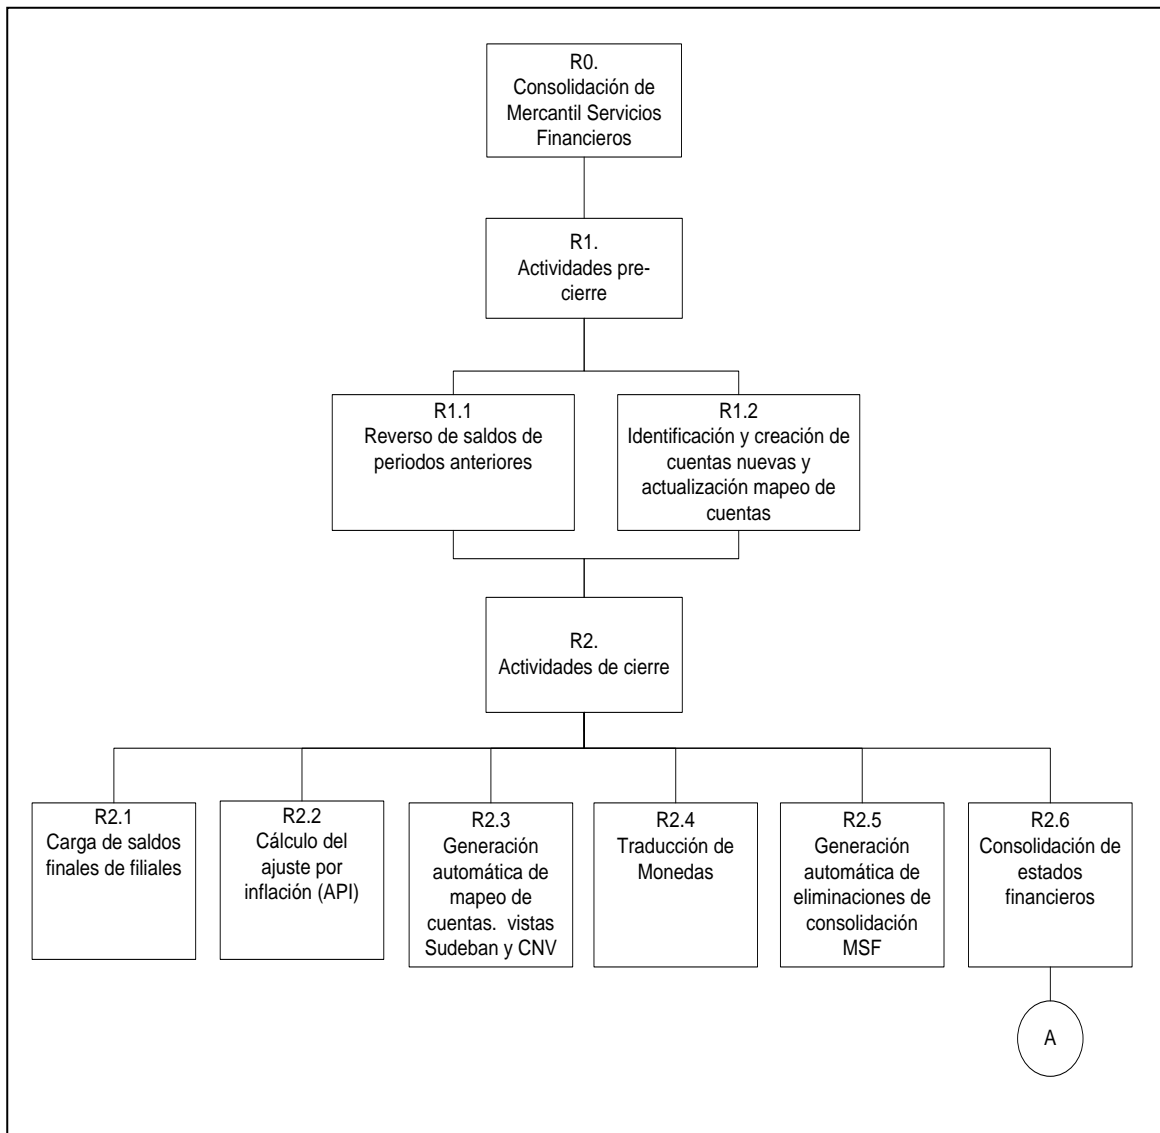 R0.
Consolidación de
Mercantil Servicios
Financieros
R1.
Actividades pre-
cierre
R1.1
Reverso de saldos de
periodos anteriores
R1.2
Identificación y creación de
cuentas nuevas y
actualización mapeo de
cuentas
R2.
Actividades de cierre
R2.1
Carga de saldos
finales de filiales
R2.2
Cálculo del
ajuste por
inflación (API)
R2.3
Generación
automática de
mapeo de
cuentas.  vistas
Sudeban y CNV
R2.4
Traducción de
Monedas
R2.5
Generación
automática de
eliminaciones de
consolidación
MSF
R2.6
Consolidación de
estados
financieros
A